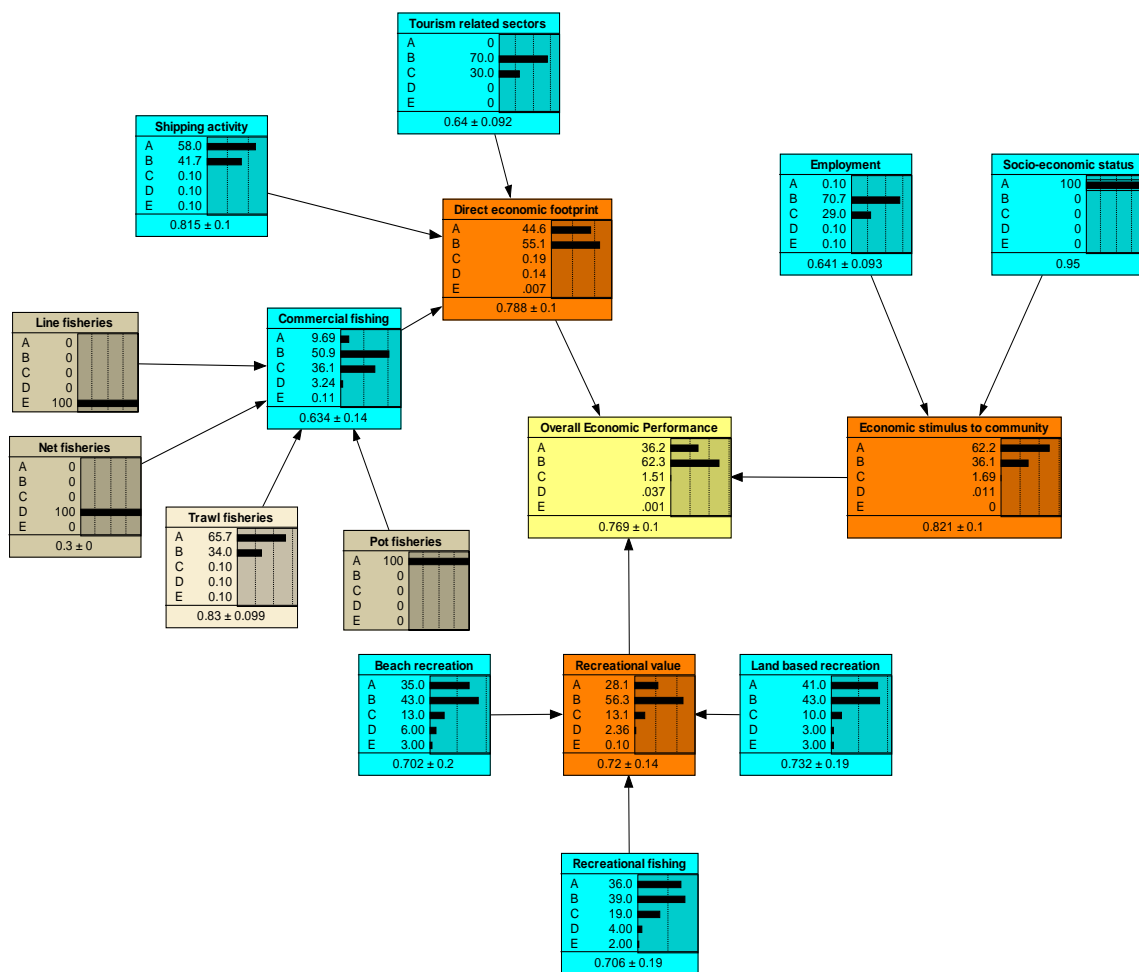 Tourism related sectors
A 0
B 70.0
C 30.0
D 0
E 0
0.64 ± 0.092
Shipping activity
A 58.0
B 41.7
C 0.10
D 0.10
E 0.10
0.815 ± 0.1
Employment
A 0.10
B 70.7
C 29.0
D 0.10
E 0.10
0.641 ± 0.093
Socio-economic status
A 100
B 0
C 0
D 0
E 0
0.95
Direct economic footprint
A 44.6
B 55.1
C 0.19
D 0.14
E .007
0.788 ± 0.1
Line fisheries
A 0
B 0
C 0
D 0
E 100
Commercial fishing
A 9.69
B 50.9
C 36.1
D 3.24
E 0.11
0.634 ± 0.14
Net fisheries
A 0
B 0
C 0
D 100
E 0
0.3 ± 0
Trawl fisheries
A 65.7
B 34.0
C 0.10
D 0.10
E 0.10
0.83 ± 0.099
Pot fisheries
A 100
B 0
C 0
D 0
E 0
Overall Economic Performance
A 36.2
B 62.3
C 1.51
D .037
E .001
0.769 ± 0.1
Economic stimulus to community
A 62.2
B 36.1
C 1.69
D .011
E 0
0.821 ± 0.1
Beach recreation
A 35.0
B 43.0
C 13.0
D 6.00
E 3.00
0.702 ± 0.2
Recreational value
A 28.1
B 56.3
C 13.1
D 2.36
E 0.10
0.72 ± 0.14
Land based recreation
A 41.0
B 43.0
C 10.0
D 3.00
E 3.00
0.732 ± 0.19
Recreational fishing
A 36.0
B 39.0
C 19.0
D 4.00
E 2.00
0.706 ± 0.19